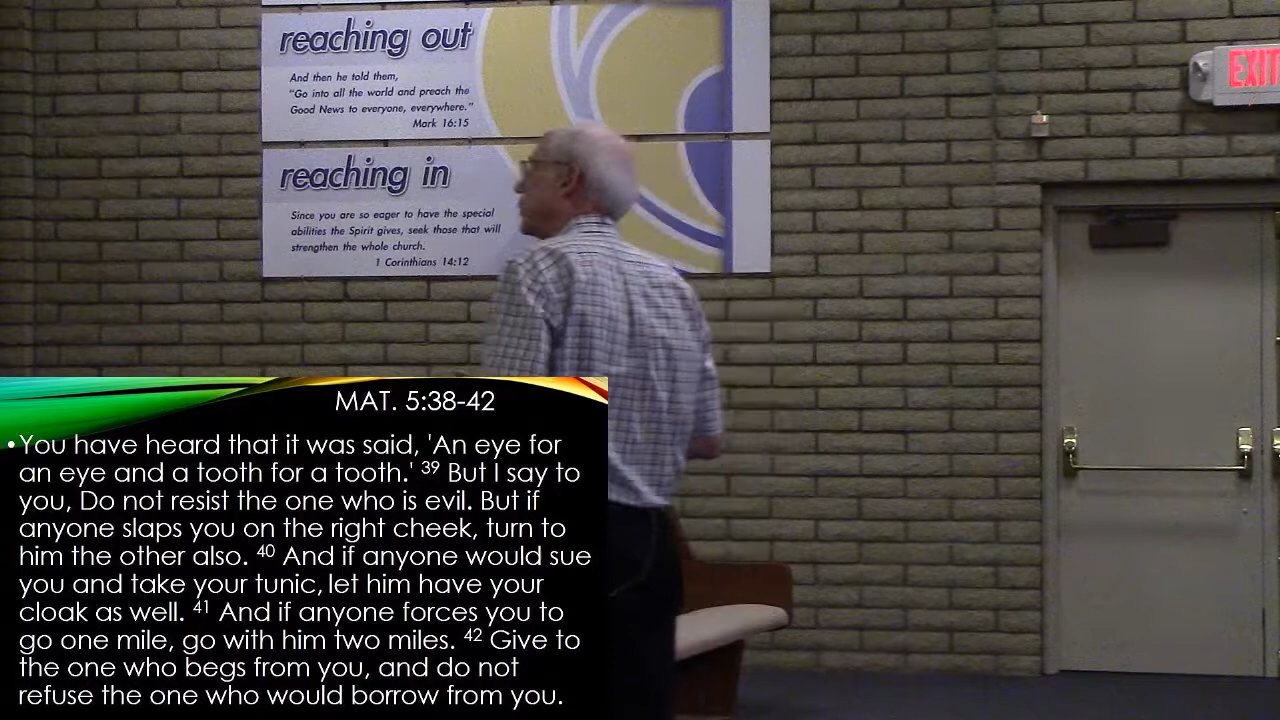 reaching out
And then he told them,
“Go into all the world and preach the
Good News to everyone, everywhere.”
Mark 16:15
reaching in
Since you are so eager to have the special
abilities the Spirit gives, seek those that will
strengthen the whole church.
1 Corinthians 14:12
EXIT
MAT. 5:38-42
•You have heard that it was said, 'An eye for
an eye and a tooth for a tooth.' 39 But I say to
you, Do not resist the one who is evil. But if
anyone slaps you on the right cheek, turn to
him the other also. 40 And if anyone would sue
you and take your tunic, let him have your
cloak as well. 41 And if anyone forces you to
go one mile, go with him two miles. 42 Give to
the one who begs from you, and do not
refuse the one who would borrow from you.